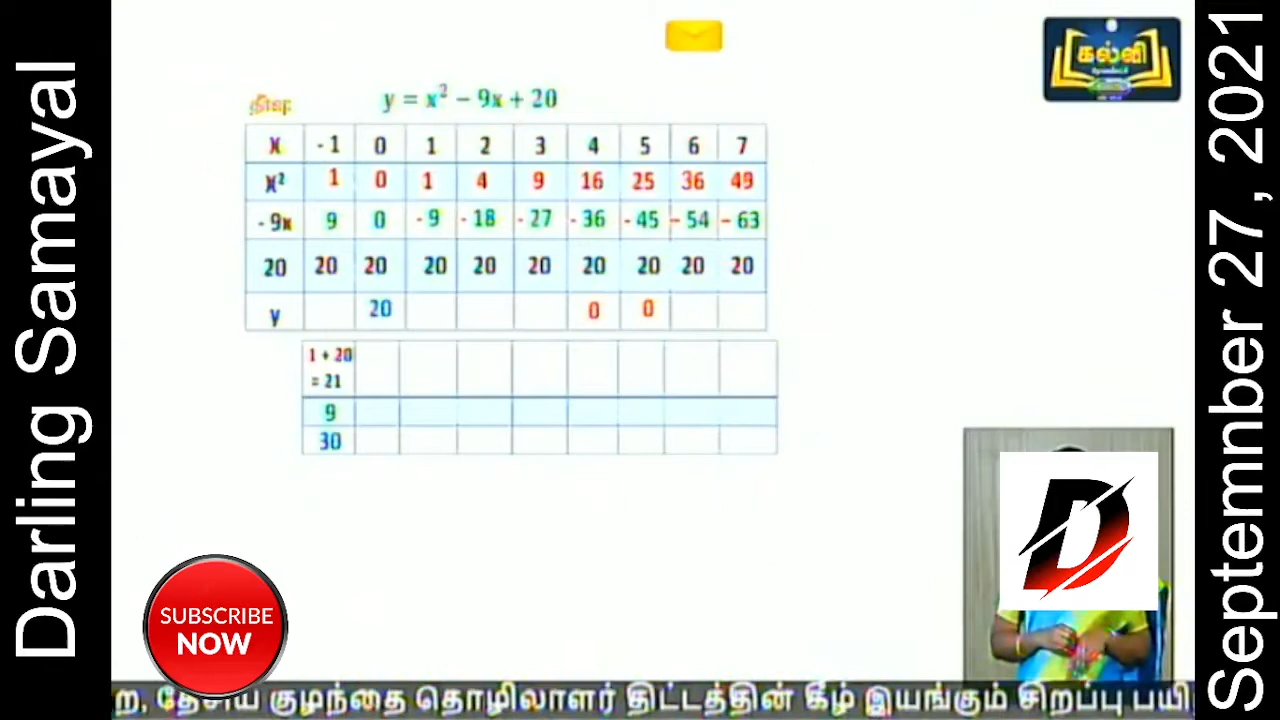 Darling Samayal
Septemnber 27, 2021
கல்வி
தீர்வு
y = x² − 9x + 20
x -1 0 1 2 3 4 5 6 7
x² 1 0 1 4 9 16 25 36 49
- 9x 9 0 - 9 - 18 - 27 - 36 - 45 - 54 - 63
20 20 20 20 20 20 20 20 20 20
y 20 0 0
1 + 20
= 21
9
30
SUBSCRIBE
NOW
D
ற, தேசிய குழந்தை தொழிலாளர் திட்டத்தின் கீழ் இயங்கும் சிறப்பு பயி